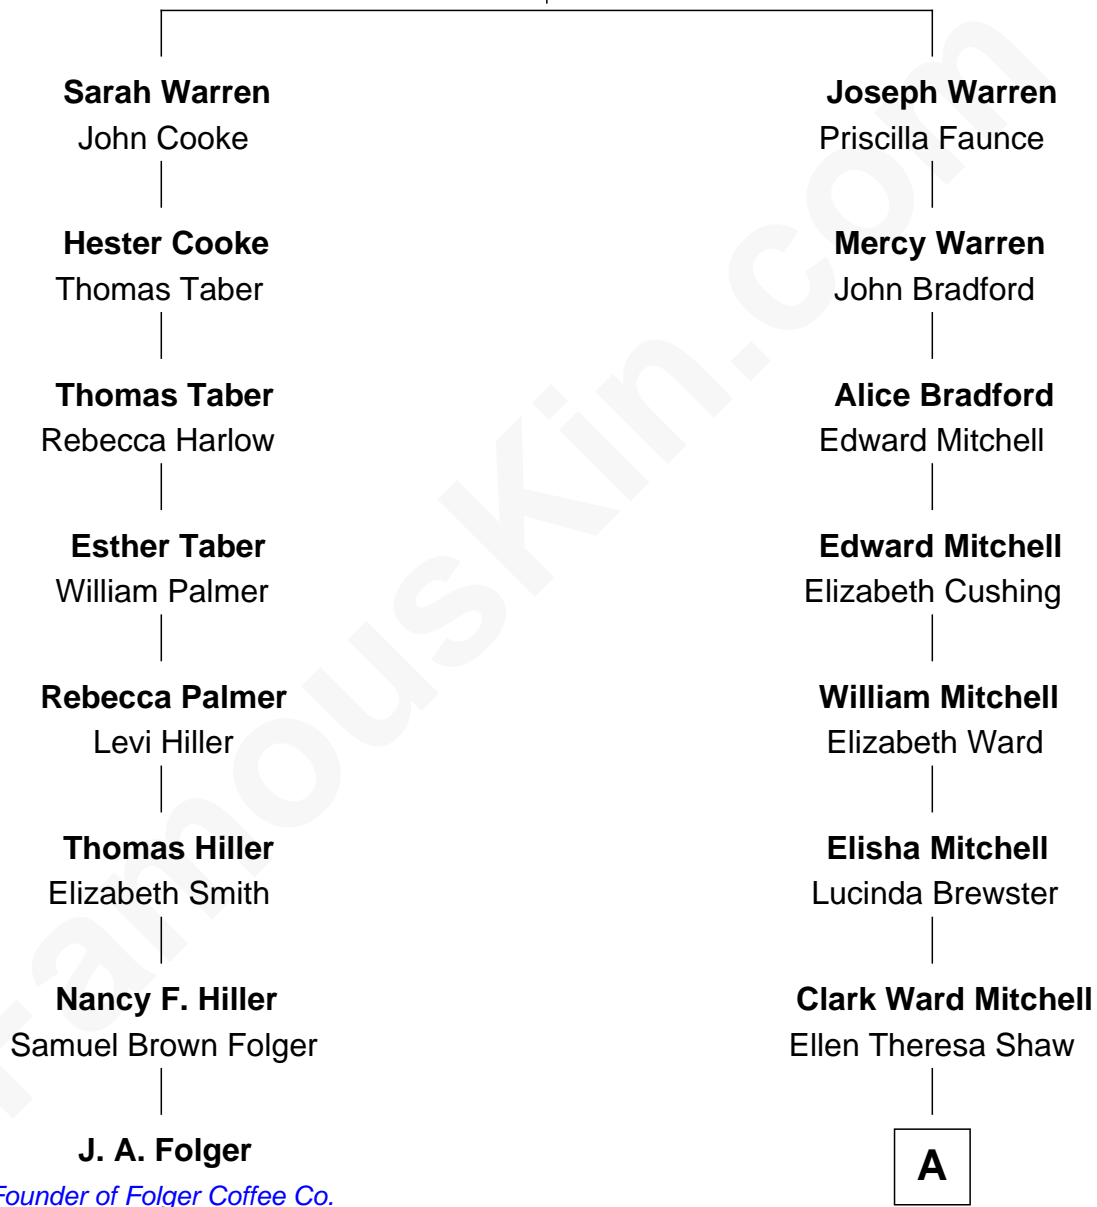 Sarah Warren
John Cooke
Hester Cooke
Thomas Taber
Thomas Taber
Rebecca Harlow
Esther Taber
William Palmer
Rebecca Palmer
Levi Hiller
Thomas Hiller
Elizabeth Smith
Nancy F. Hiller
Samuel Brown Folger
J. A. Folger
Founder of Folger Coffee Co.
Joseph Warren
Priscilla Faunce
Mercy Warren
John Bradford
Alice Bradford
Edward Mitchell
Edward Mitchell
Elizabeth Cushing
William Mitchell
Elizabeth Ward
Elisha Mitchell
Lucinda Brewster
Clark Ward Mitchell
Ellen Theresa Shaw
A
FamousKin.com